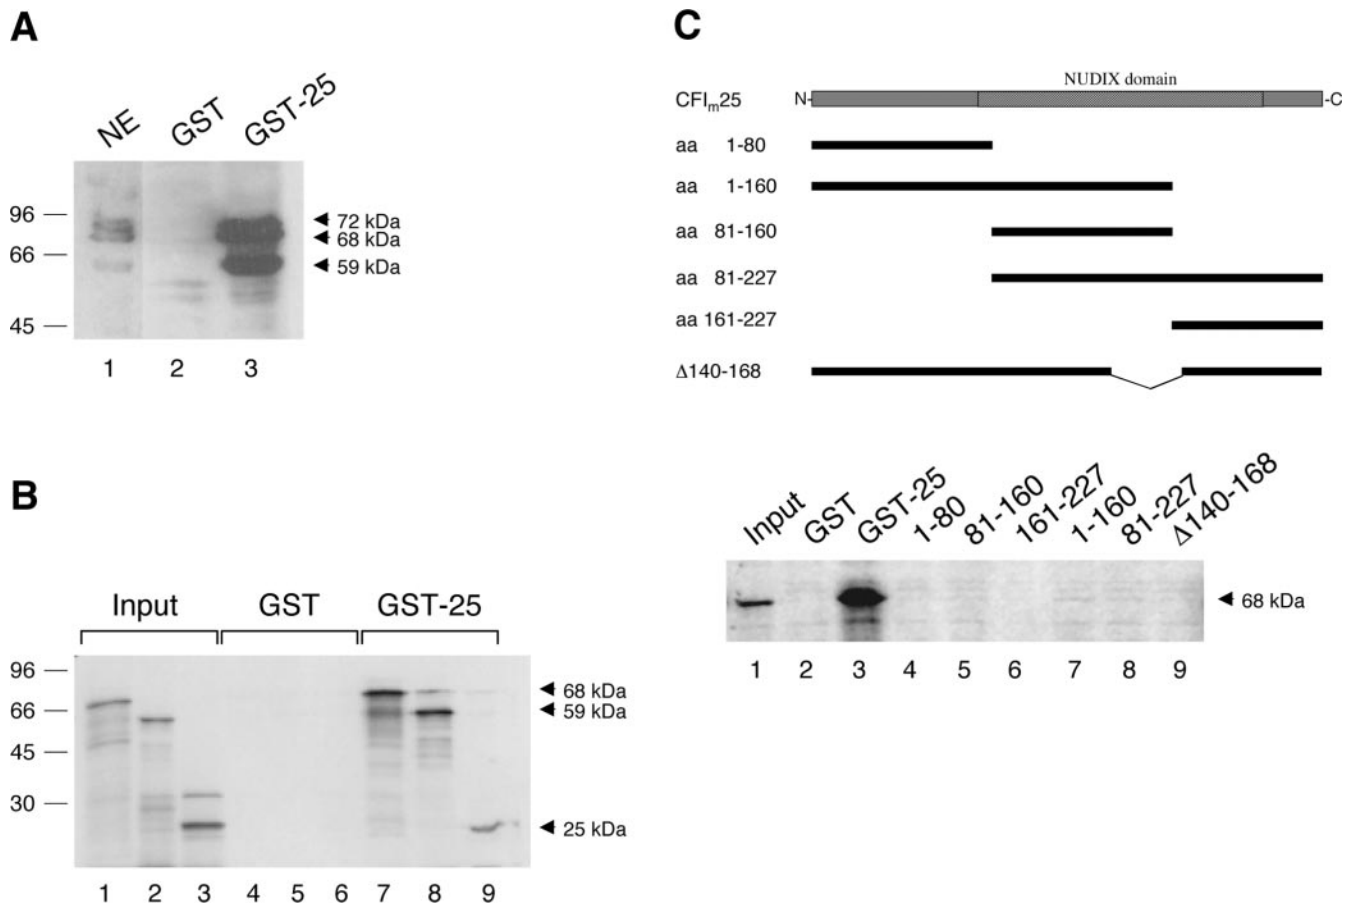 A
NE GST GST-25
96
66
45
72 kDa
68 kDa
59 kDa
1 2 3
B
Input GST GST-25
96
66
45
30
68 kDa
59 kDa
25 kDa
1 2 3 4 5 6 7 8 9
C
NUDIX domain
CFIm25 N- -C
aa 1-80
aa 1-160
aa 81-160
aa 81-227
aa 161-227
Δ140-168
Input GST GST-25 1-80 81-160 161-227 1-160 81-227 Δ140-168
68 kDa
1 2 3 4 5 6 7 8 9